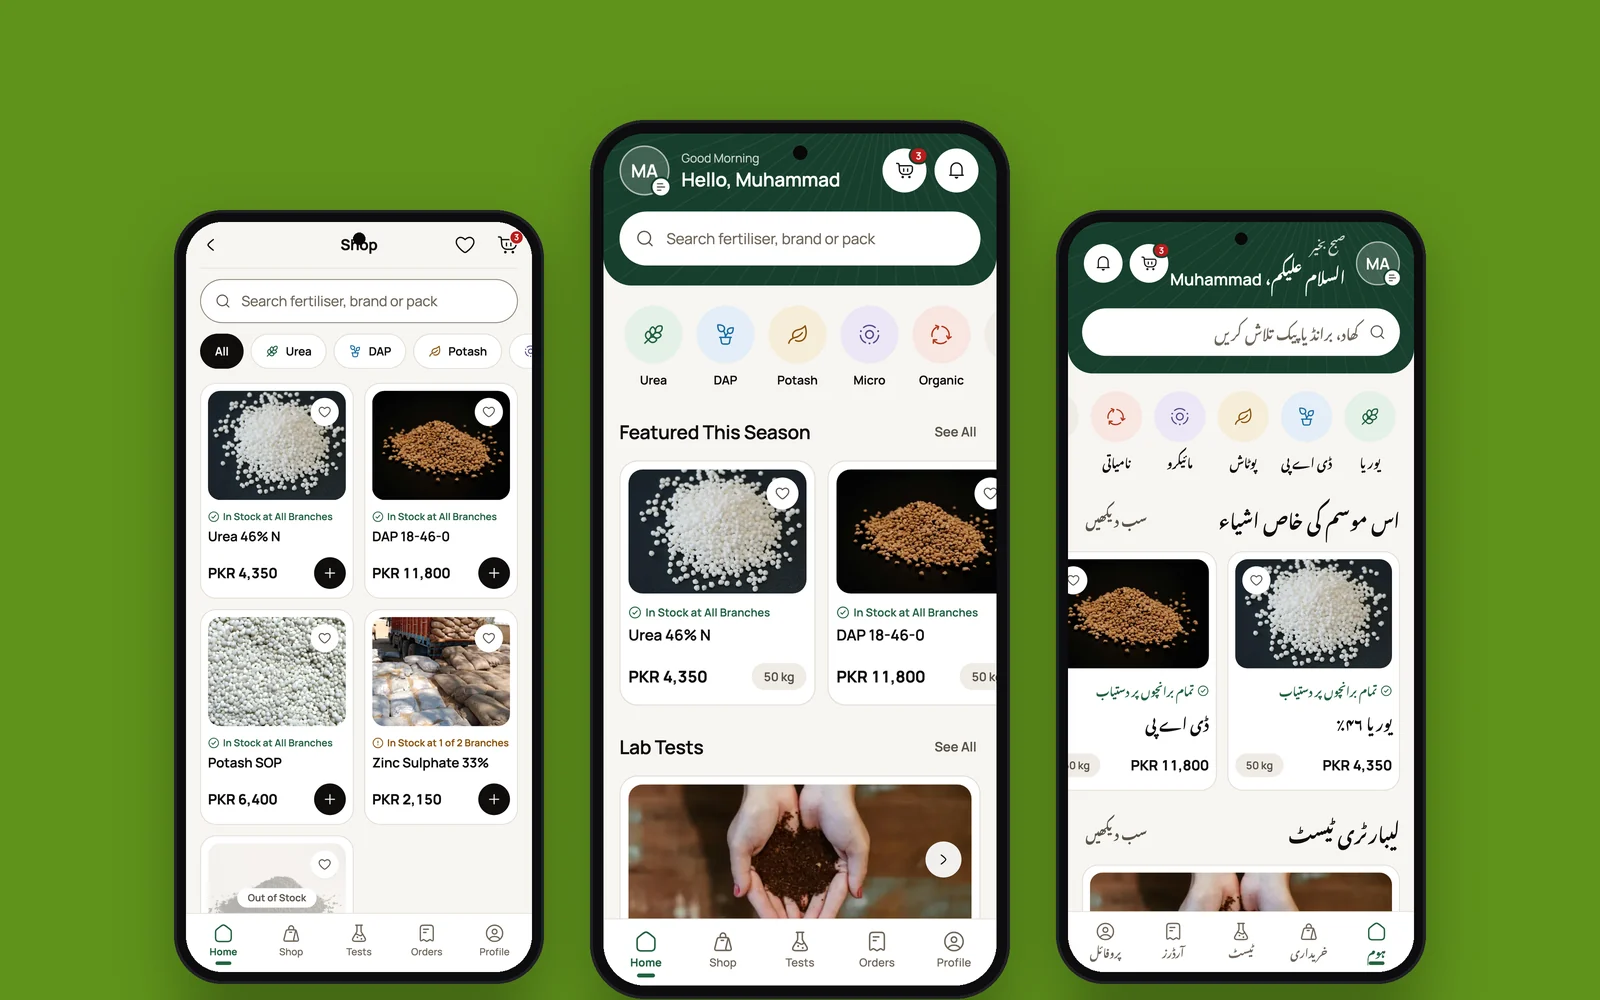 Shop
3
Search fertiliser, brand or pack
All
Urea
DAP
Potash
In Stock at All Branches
Urea 46% N
PKR 4,350
In Stock at All Branches
DAP 18-46-0
PKR 11,800
In Stock at All Branches
Potash SOP
PKR 6,400
In Stock at 1 of 2 Branches
Zinc Sulphate 33%
PKR 2,150
Out of Stock
Home
Shop
Tests
Orders
Profile
MA
Good Morning
Hello, Muhammad
3
Search fertiliser, brand or pack
Urea
DAP
Potash
Micro
Organic
Featured This Season
See All
In Stock at All Branches
Urea 46% N
PKR 4,350
50 kg
In Stock at All Branches
DAP 18-46-0
PKR 11,800
50 k
Lab Tests
See All
Home
Shop
Tests
Orders
Profile
MA
صبح بخیر
السلام علیکم، Muhammad
3
کھاد، برانڈ یا پیک تلاش کریں
یوریا
ڈی اے پی
پوٹاش
مائیکرو
نامیاتی
اس موسم کی خاص اشیاء
سب دیکھیں
تمام برانچوں پر دستیاب
یوریا ۴۶٪
PKR 4,350
50 kg
تمام برانچوں پر دستیاب
ڈی اے پی
PKR 11,800
0 kg
لیبارٹری ٹیسٹ
سب دیکھیں
ہوم
خریداری
ٹیسٹ
آرڈرز
پروفائل